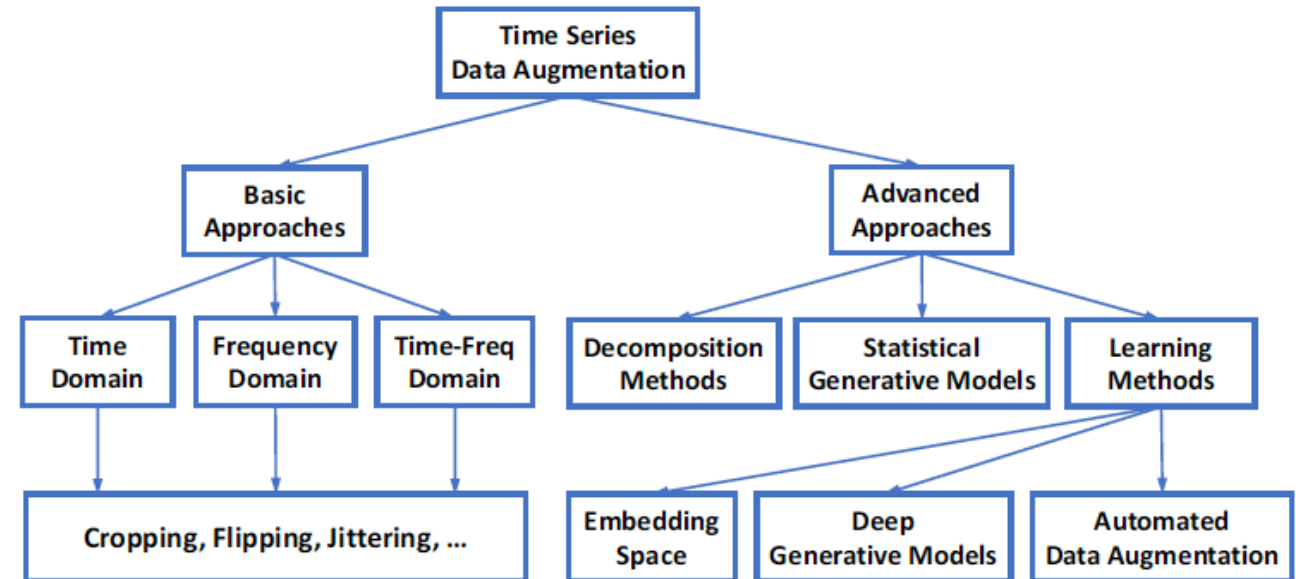 Time Series
Data Augmentation
Basic
Approaches
Advanced
Approaches
Time
Domain
Frequency
Domain
Time-Freq
Domain
Decomposition
Methods
Statistical
Generative Models
Learning
Methods
Cropping, Flipping, Jittering, ...
Embedding
Space
Deep
Generative Models
Automated
Data Augmentation